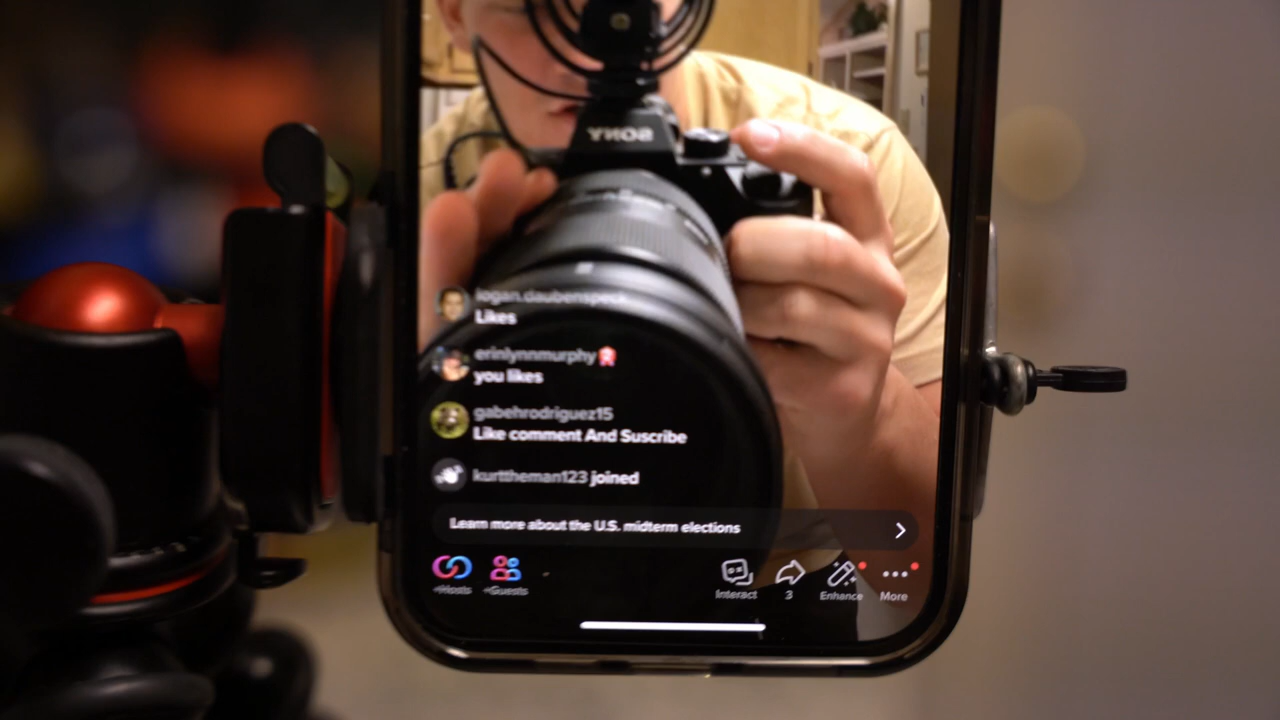 SONY
logan.daubenspeck
Likes
erinlynnmurphy
you likes
gabehrodriguez15
Like comment And Suscribe
kurttheman123 joined
Learn more about the U.S. midterm elections
+Hosts +Guests Interact 3 Enhance More